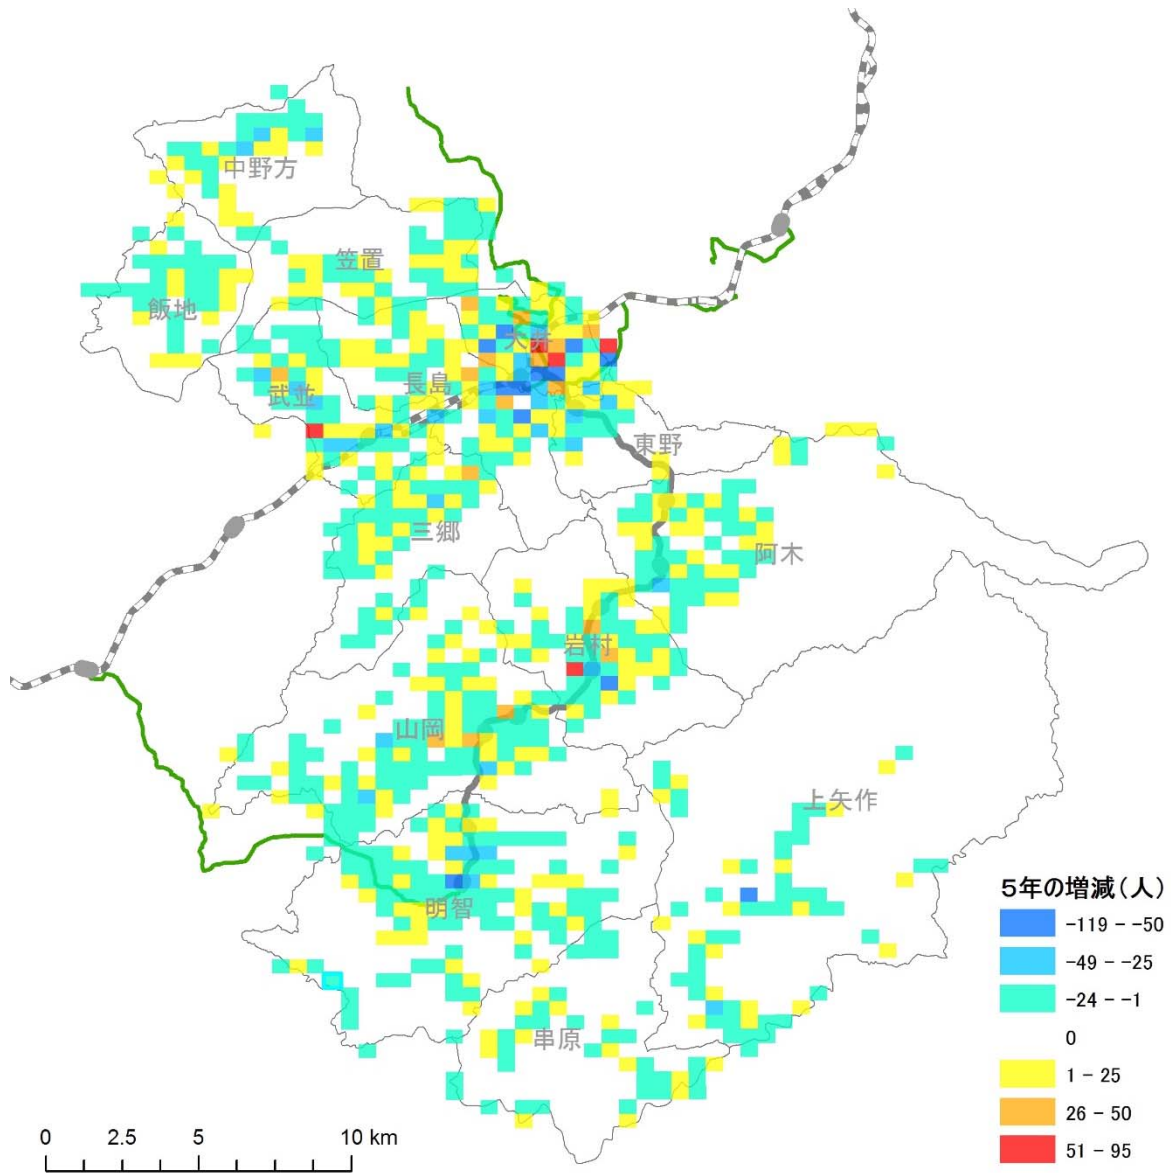 中野方
笠置
飯地
大井
武並
長島
東野
三郷
阿木
岩村
山岡
上矢作
明智
串原
5年の増減(人)
-119 - -50
-49 - -25
-24 - -1
0
1 - 25
26 - 50
51 - 95
0 2.5 5 10 km